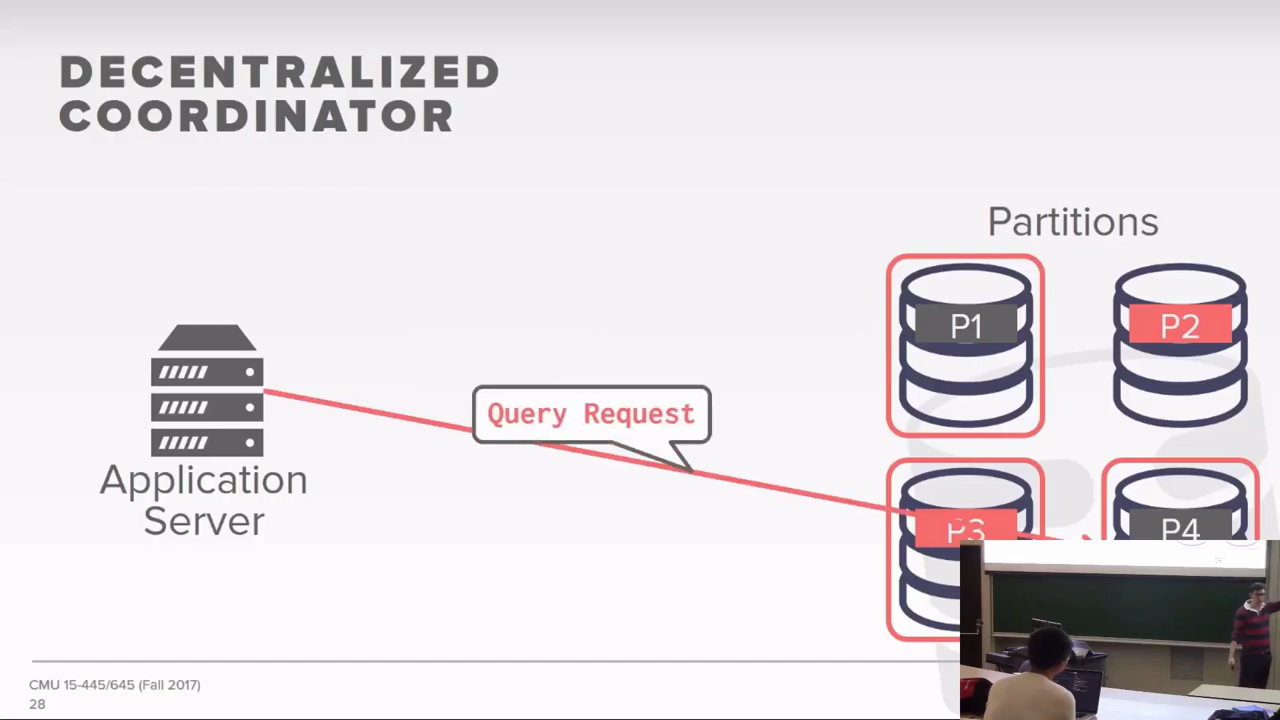 DECENTRALIZED
COORDINATOR
Partitions
P1
P2
Query Request
Application
Server
P3
P4
CMU 15-445/645 (Fall 2017)
28